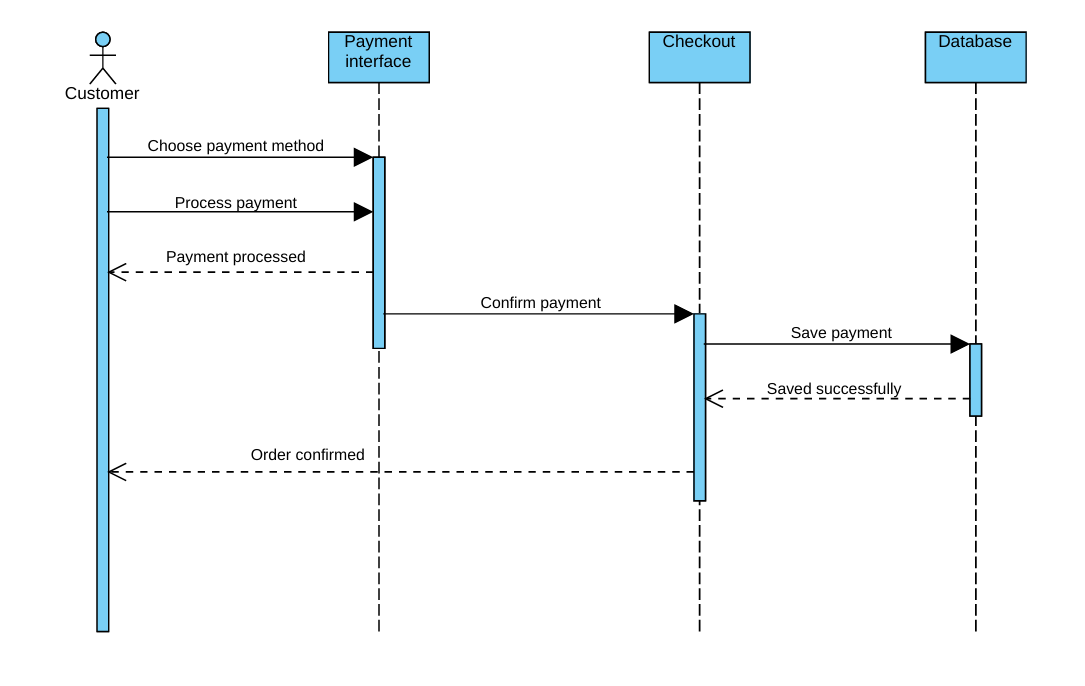 Payment
interface
Checkout
Database
Customer
Choose payment method
Process payment
Payment processed
Confirm payment
Save payment
Saved successfully
Order confirmed